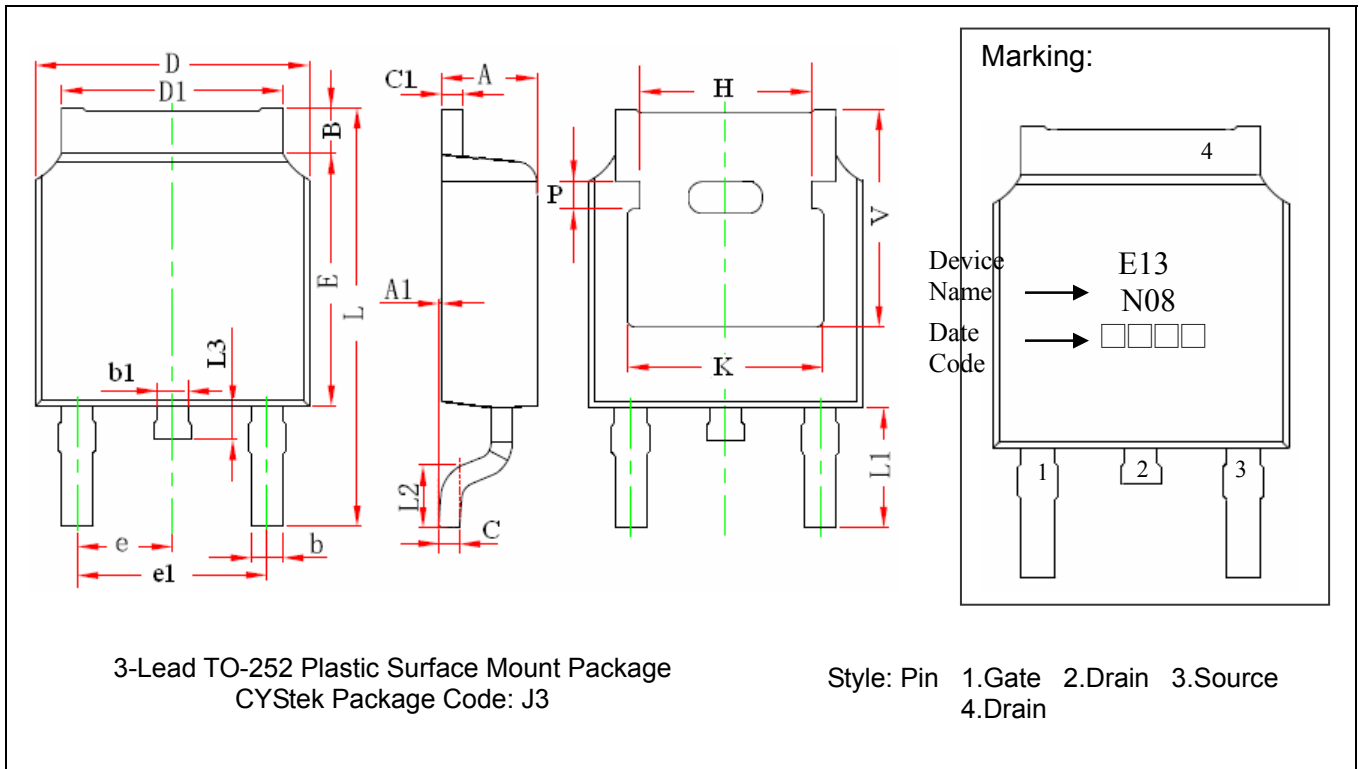 D
D1
B
E
L
L3
b1
e
e1
b
C1
A
A1
L2
C
H
P
V
K
L1
Marking:
4
Device
Name
E13
N08
Date
Code
□□□□
1
2
3
3-Lead TO-252 Plastic Surface Mount Package
CYStek Package Code: J3
Style: Pin 1.Gate 2.Drain 3.Source
4.Drain